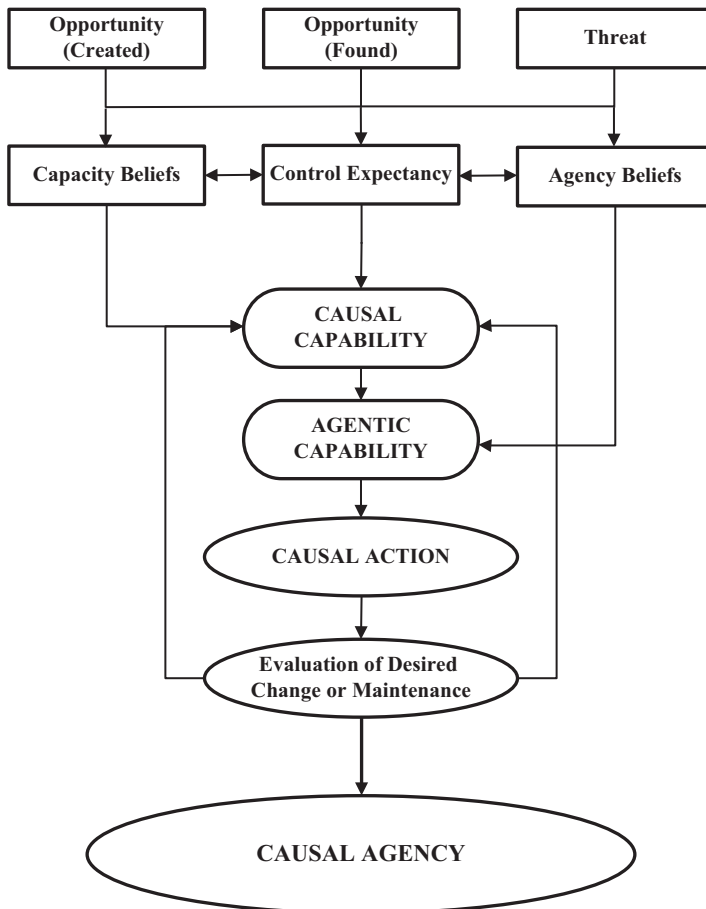 Opportunity
(Created)
Opportunity
(Found)
Threat
Capacity Beliefs
Control Expectancy
Agency Beliefs
CAUSAL
CAPABILITY
AGENTIC
CAPABILITY
CAUSAL ACTION
Evaluation of Desired
Change or Maintenance
CAUSAL AGENCY